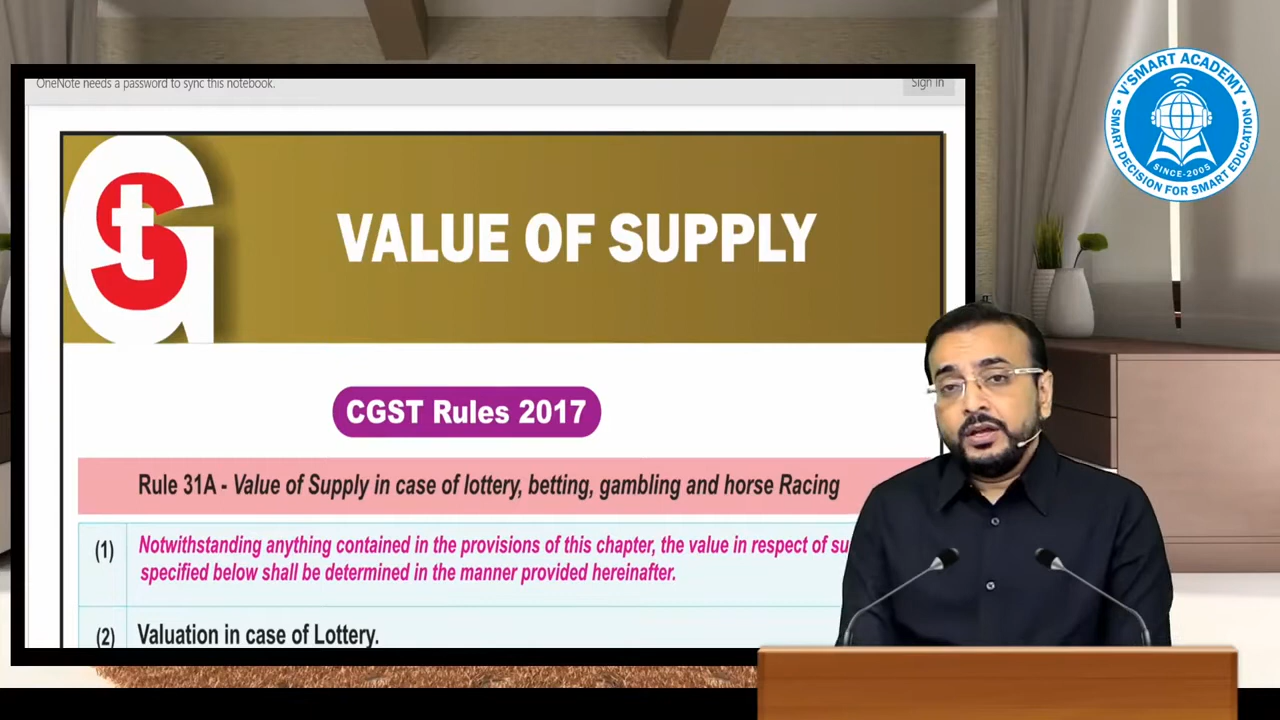 OneNote needs a password to sync this notebook.
Sign In
GSt
VALUE OF SUPPLY
CGST Rules 2017
Rule 31A - Value of Supply in case of lottery, betting, gambling and horse Racing
(1) Notwithstanding anything contained in the provisions of this chapter, the value in respect of su
specified below shall be determined in the manner provided hereinafter.
(2) Valuation in case of Lottery.
V'SMART ACADEMY
SINCE-2005
SMART DECISION FOR SMART EDUCATION